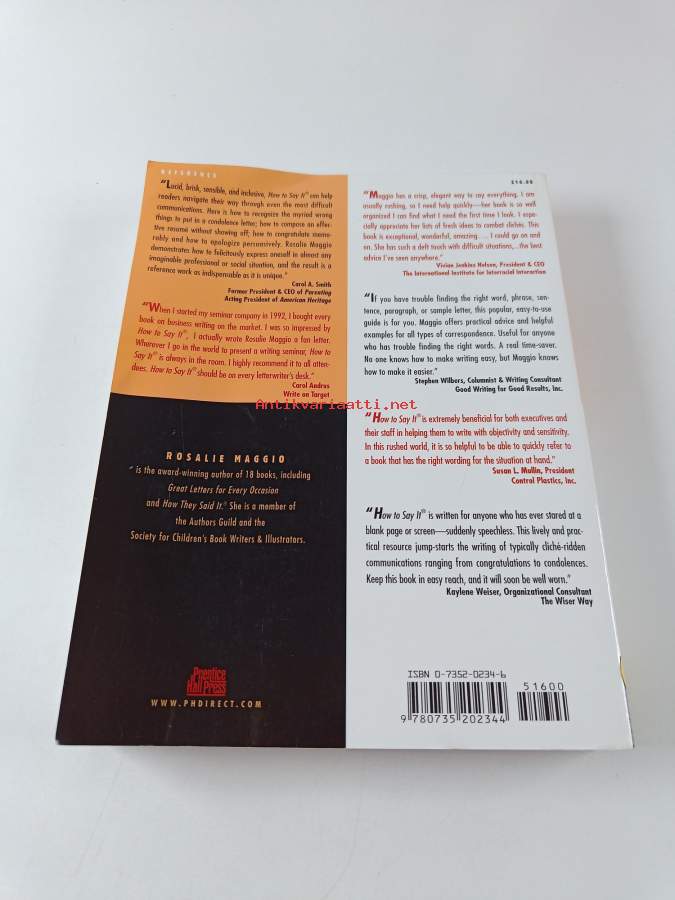 REFERENCE
"Lucid, brisk, sensible, and inclusive, How to Say It® can help
readers navigate their way through even the most difficult
communications. Here is how to recognize the myriad wrong
things to put in a condolence letter; how to compose an effec-
tive resume without showing off; how to congratulate memo-
rably and how to apologize persuasively. Rosalie Maggio
demonstrates how to felicitously express oneself in almost any
imaginable professional or social situation, and the result is a
reference work as indispensable as it is unique."
Carol A. Smith
Former President & CEO of Parenting
Acting President of American Heritage
"When I started my seminar company in 1992, I bought every
book on business writing on the market. I was so impressed by
How to Say It®, I actually wrote Rosalie Maggio a fan letter.
Wherever I go in the world to present a writing seminar, How to
Say It® is always in the room. I highly recommend it to all atten-
dees. How to Say It® should be on every letterwriter's desk."
Carol Andrus
Write on Target
ROSALIE MAGGIO
is the award-winning author of 18 books, including
Great Letters for Every Occasion
and How They Said It.® She is a member of
the Authors Guild and the
Society for Children's Book Writers & Illustrators.
Prentice
Hall Press
WWW.PHDIRECT.COM
$16.00
"Maggio has a crisp, elegant way to say everything. I am
usually rushing, so I need help quickly—her book is so well
organized I can find what I need the first time I look. I espe-
cially appreciate her lists of fresh ideas to combat clichés. This
book is exceptional, wonderful, amazing. . . . I could go on and
on. She has such a deft touch with difficult situations,...the best
advice I've seen anywhere."
Vivian Jenkins Nelsen, President & CEO
The International Institute for Interracial Interaction
"If you have trouble finding the right word, phrase, sen-
tence, paragraph, or sample letter, this popular, easy-to-use
guide is for you. Maggio offers practical advice and helpful
examples for all types of correspondence. Useful for anyone
who has trouble finding the right words. A real time-saver.
No one knows how to make writing easy, but Maggio knows
how to make it easier."
Stephen Wilbers, Columnist & Writing Consultant
Good Writing for Good Results, Inc.
Antikvariaatti.net
"How to Say It® is extremely beneficial for both executives and
their staff in helping them to write with objectivity and sensitivity.
In this rushed world, it is so helpful to be able to quickly refer to
a book that has the right wording for the situation at hand."
Susan L. Mullin, President
Control Plastics, Inc.
"How to Say It® is written for anyone who has ever stared at a
blank page or screen—suddenly speechless. This lively and prac-
tical resource jump-starts the writing of typically cliché-ridden
communications ranging from congratulations to condolences.
Keep this book in easy reach, and it will soon be well worn."
Kaylene Weiser, Organizational Consultant
The Wiser Way
ISBN 0-7352-0234-6
51600
9 780735 202344